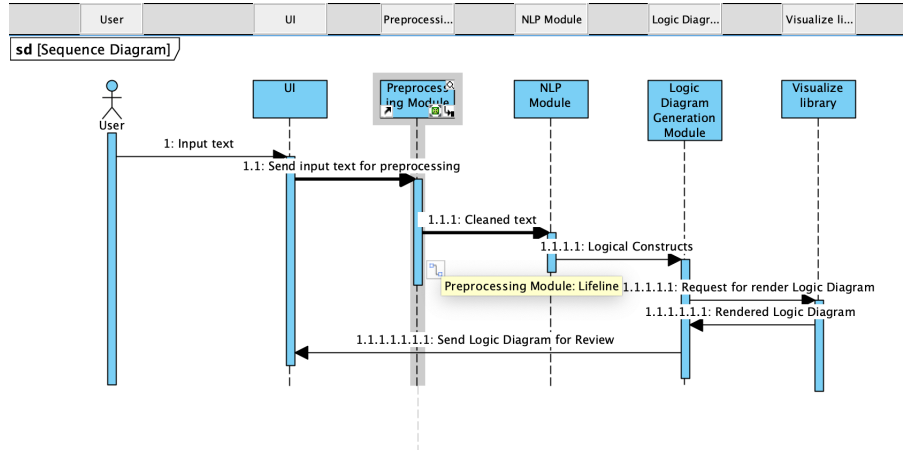 User
UI
Preprocessi...
NLP Module
Logic Diagr...
Visualize li...
sd [Sequence Diagram]
User
UI
Preprocess
ing Module
NLP
Module
Logic
Diagram
Generation
Module
Visualize
library
1: Input text
1.1: Send input text for preprocessing
1.1.1: Cleaned text
1.1.1.1: Logical Constructs
Preprocessing Module: Lifeline
1.1.1.1.1: Request for render Logic Diagram
1.1.1.1.1.1: Rendered Logic Diagram
1.1.1.1.1.1.1: Send Logic Diagram for Review